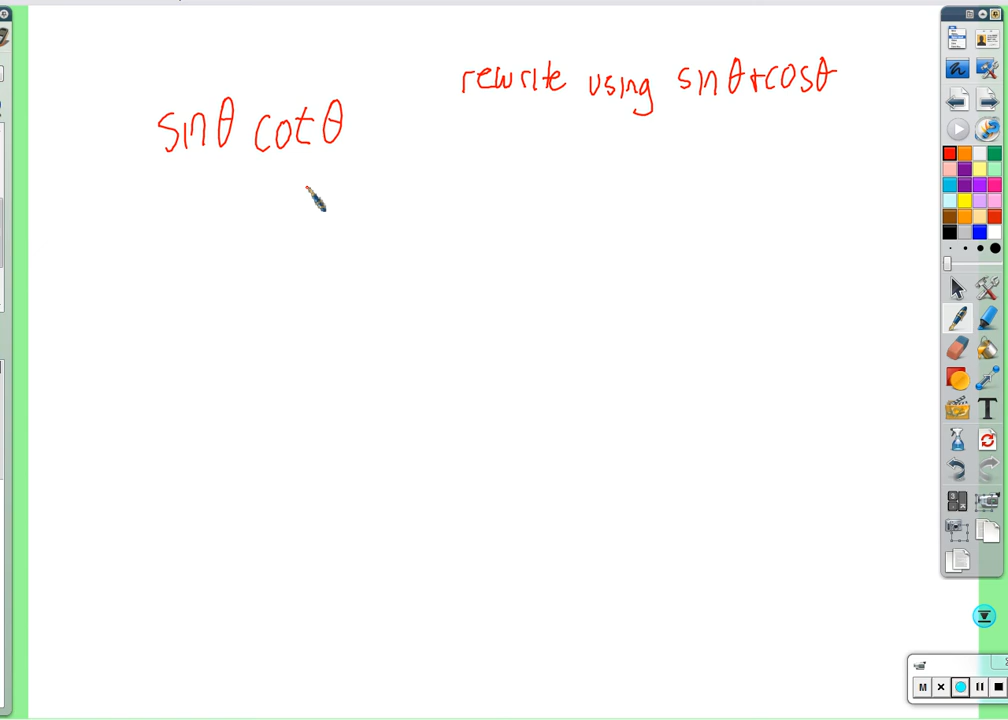 rewrite using sinθ+cosθ
sinθ cotθ
T
M